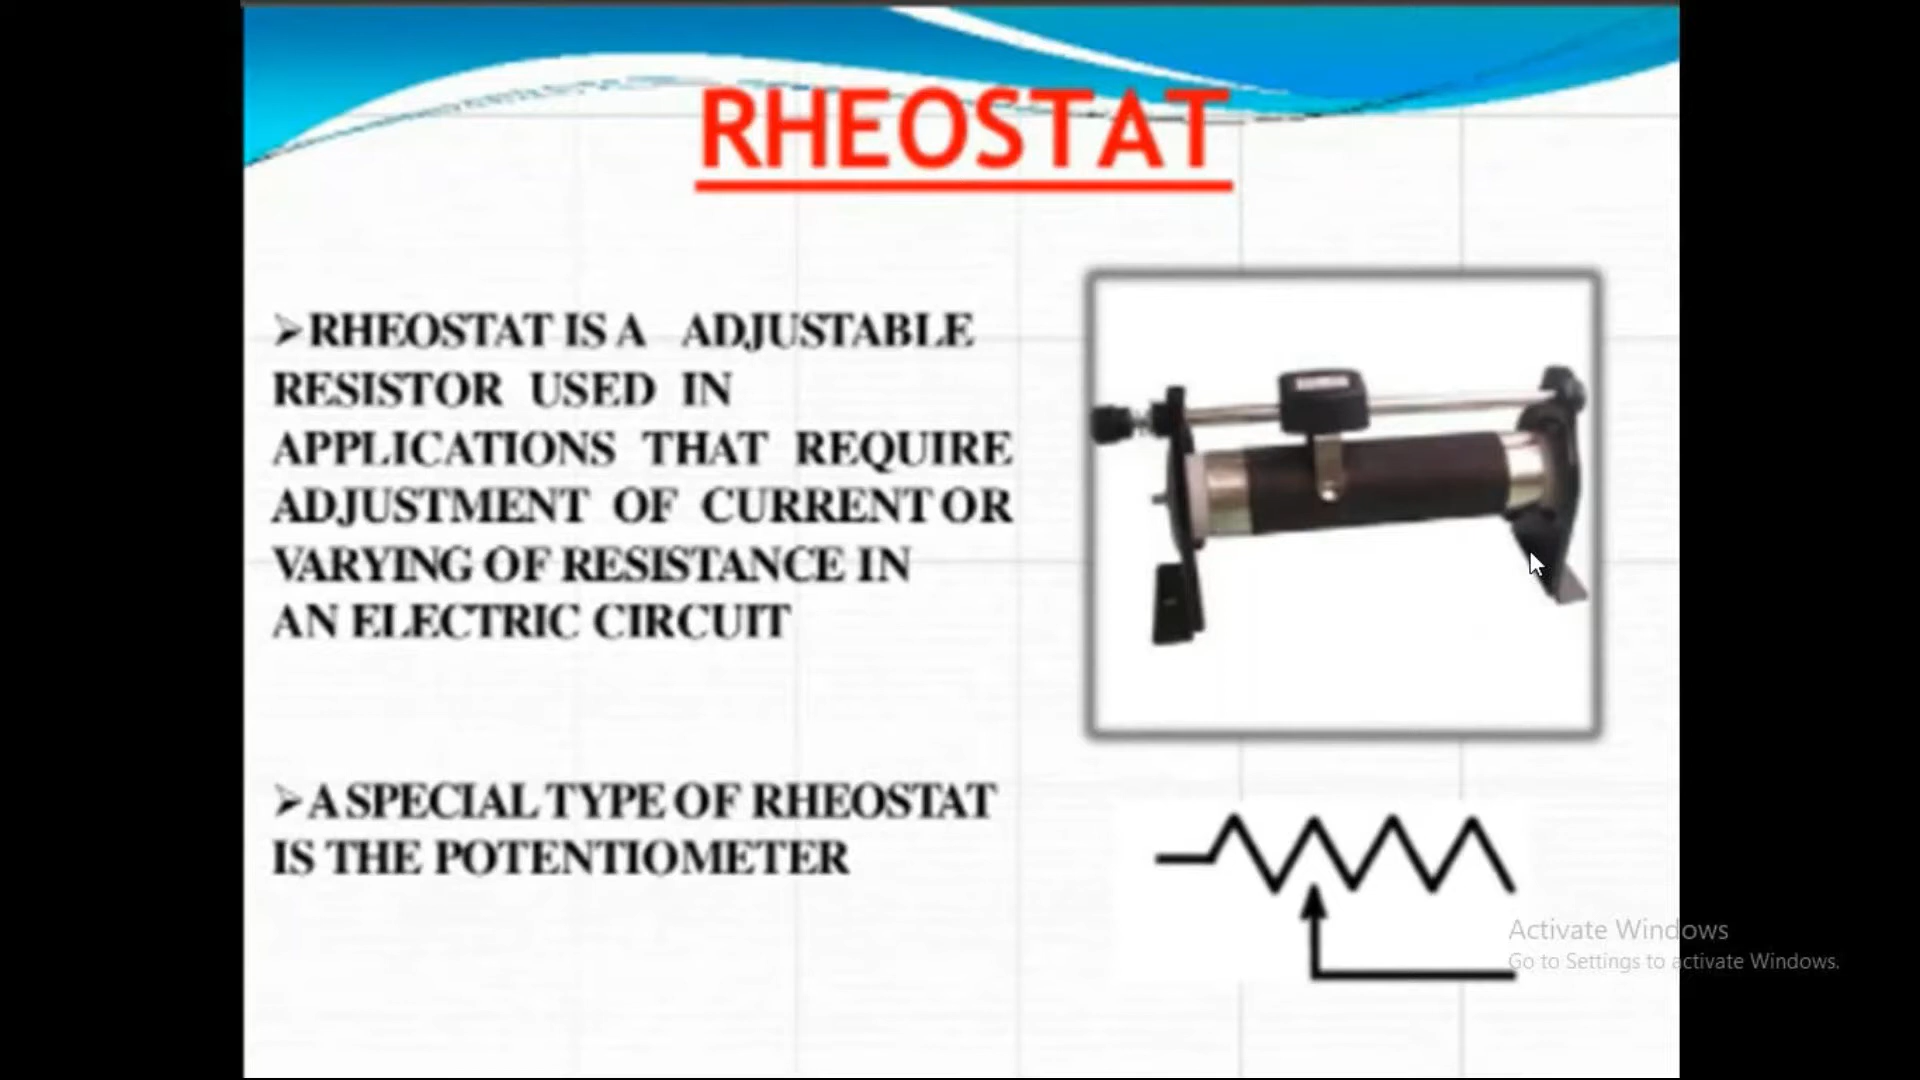 RHEOSTAT
➢RHEOSTAT IS A ADJUSTABLE
RESISTOR USED IN
APPLICATIONS THAT REQUIRE
ADJUSTMENT OF CURRENT OR
VARYING OF RESISTANCE IN
AN ELECTRIC CIRCUIT
➢A SPECIAL TYPE OF RHEOSTAT
IS THE POTENTIOMETER
Activate Windows
Go to Settings to activate Windows.